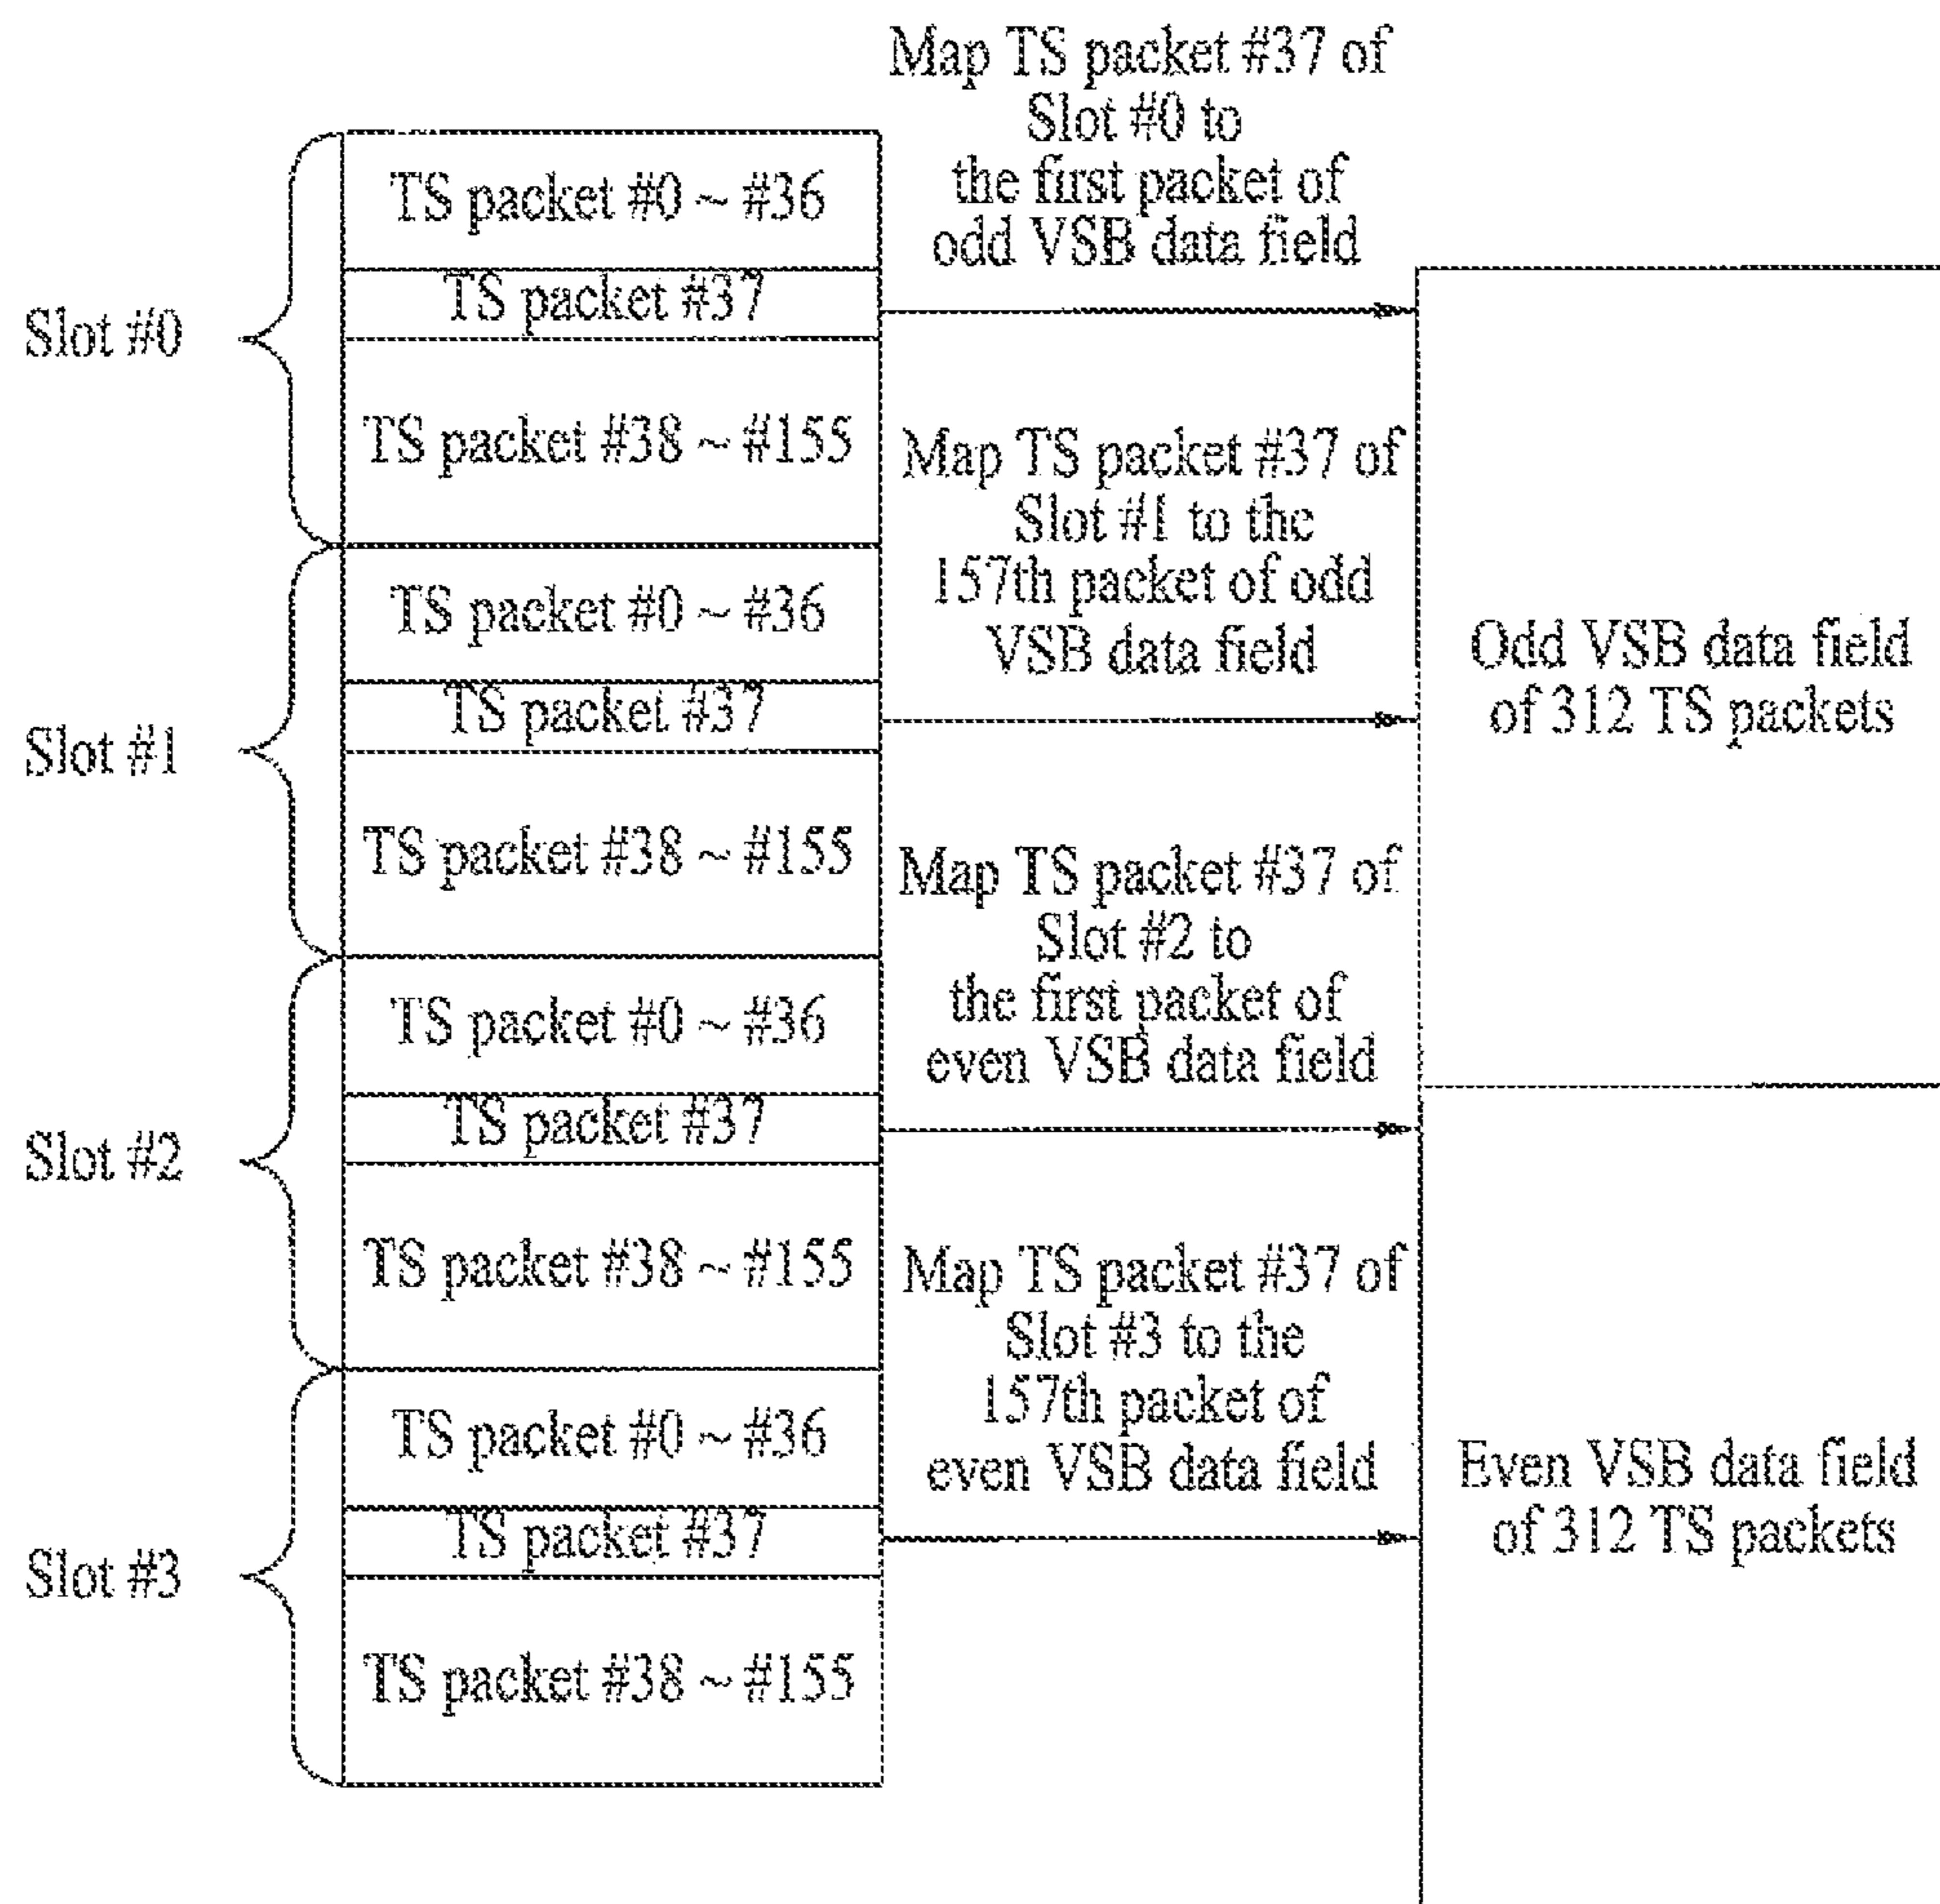 Map TS packet #37 of
Slot #0 to
the first packet of
odd VSB data field
TS packet #0 ~ #36
TS packet #37
Slot #0
TS packet #38 ~ #155
Map TS packet #37 of
Slot #1 to the
157th packet of odd
VSB data field
TS packet #0 ~ #36
Odd VSB data field
of 312 TS packets
TS packet #37
Slot #1
TS packet #38 ~ #155
Map TS packet #37 of
Slot #2 to
the first packet of
even VSB data field
TS packet #0 ~ #36
TS packet #37
Slot #2
TS packet #38 ~ #155
Map TS packet #37 of
Slot #3 to the
157th packet of
even VSB data field
TS packet #0 ~ #36
Even VSB data field
of 312 TS packets
TS packet #37
Slot #3
TS packet #38 ~ #155